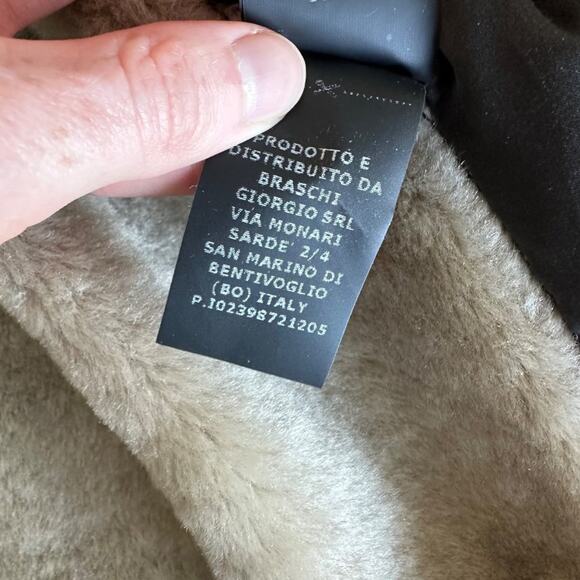 PRODOTTO E
DISTRIBUITO DA
BRASCHI
GIORGIO SRL
VIA MONARI
SARDE' 2/4
SAN MARINO DI
BENTIVOGLIO
(BO) ITALY
P.I02398721205